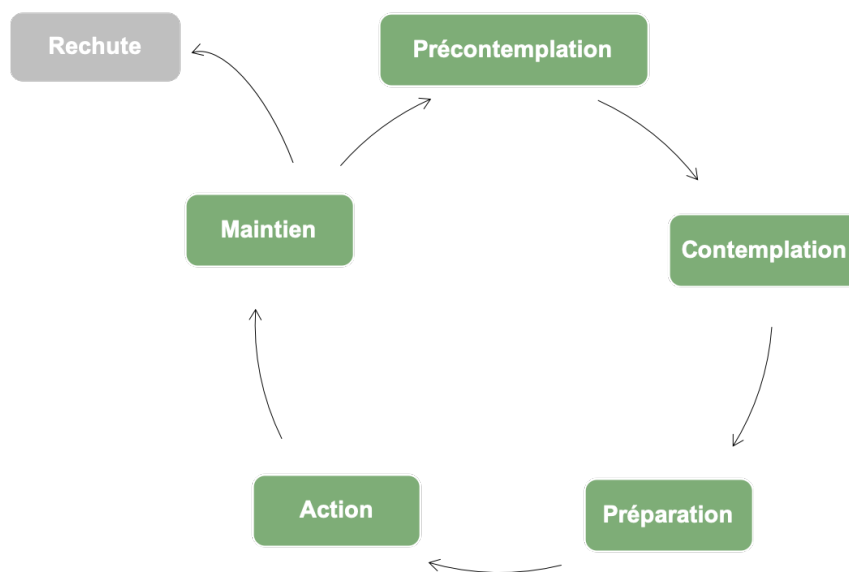 Rechute
Précontemplation
Maintien
Contemplation
Action
Préparation